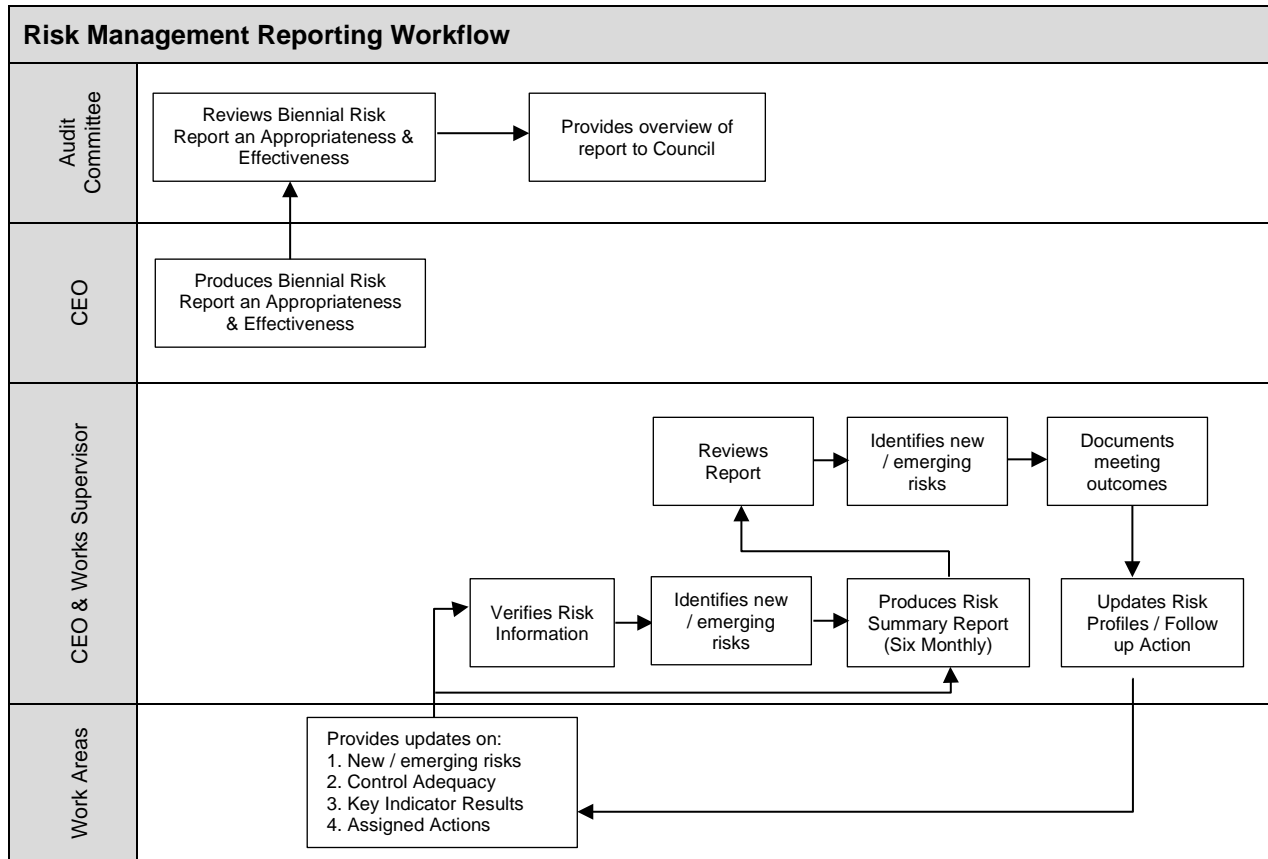 Risk Management Reporting Workflow
Audit
Committee
Reviews Biennial Risk
Report an Appropriateness &
Effectiveness
Provides overview of
report to Council
CEO
Produces Biennial Risk
Report an Appropriateness
& Effectiveness
CEO & Works Supervisor
Reviews
Report
Identifies new
/ emerging
risks
Documents
meeting
outcomes
Verifies Risk
Information
Identifies new
/ emerging
risks
Produces Risk
Summary Report
(Six Monthly)
Updates Risk
Profiles / Follow
up Action
Work Areas
Provides updates on:
1. New / emerging risks
2. Control Adequacy
3. Key Indicator Results
4. Assigned Actions